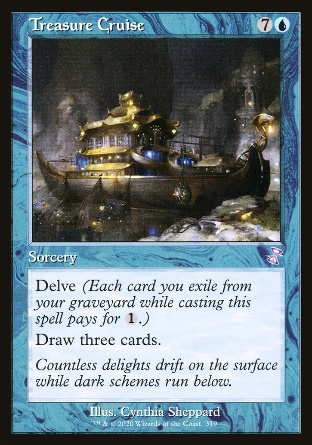 Treasure Cruise 7
Sorcery
Delve (Each card you exile from
your graveyard while casting this
spell pays for 1.)
Draw three cards.
Countless delights drift on the surface
while dark schemes run below.
Illus. Cynthia Sheppard
™ & © 2020 Wizards of the Coast. 319